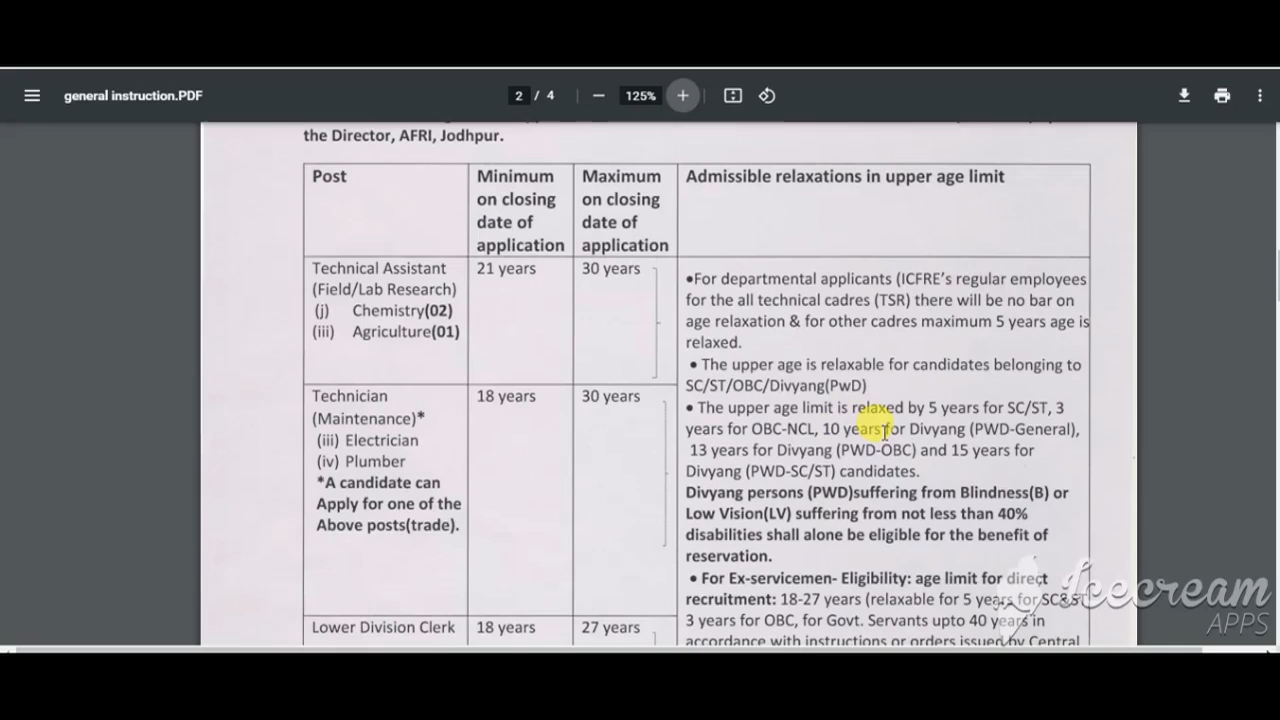 general instruction.PDF
2 / 4
125%
the Director, AFRI, Jodhpur.
Post
Minimum
on closing
date of
application
Maximum
on closing
date of
application
Admissible relaxations in upper age limit
Technical Assistant
(Field/Lab Research)
(j) Chemistry(02)
(iii) Agriculture(01)
21 years
30 years
•For departmental applicants (ICFRE's regular employees
for the all technical cadres (TSR) there will be no bar on
age relaxation & for other cadres maximum 5 years age is
relaxed.
• The upper age is relaxable for candidates belonging to
SC/ST/OBC/Divyang(PwD)
• The upper age limit is relaxed by 5 years for SC/ST, 3
years for OBC-NCL, 10 years for Divyang (PWD-General),
13 years for Divyang (PWD-OBC) and 15 years for
Divyang (PWD-SC/ST) candidates.
Divyang persons (PWD)suffering from Blindness(B) or
Low Vision(LV) suffering from not less than 40%
disabilities shall alone be eligible for the benefit of
reservation.
• For Ex-servicemen- Eligibility: age limit for direct
recruitment: 18-27 years (relaxable for 5 years for SC&ST
3 years for OBC, for Govt. Servants upto 40 years in
accordance with instructions or orders issued by Central
Technician
(Maintenance)*
(iii) Electrician
(iv) Plumber
*A candidate can
Apply for one of the
Above posts(trade).
18 years
30 years
Lower Division Clerk
18 years
27 years
Icecream
APPS